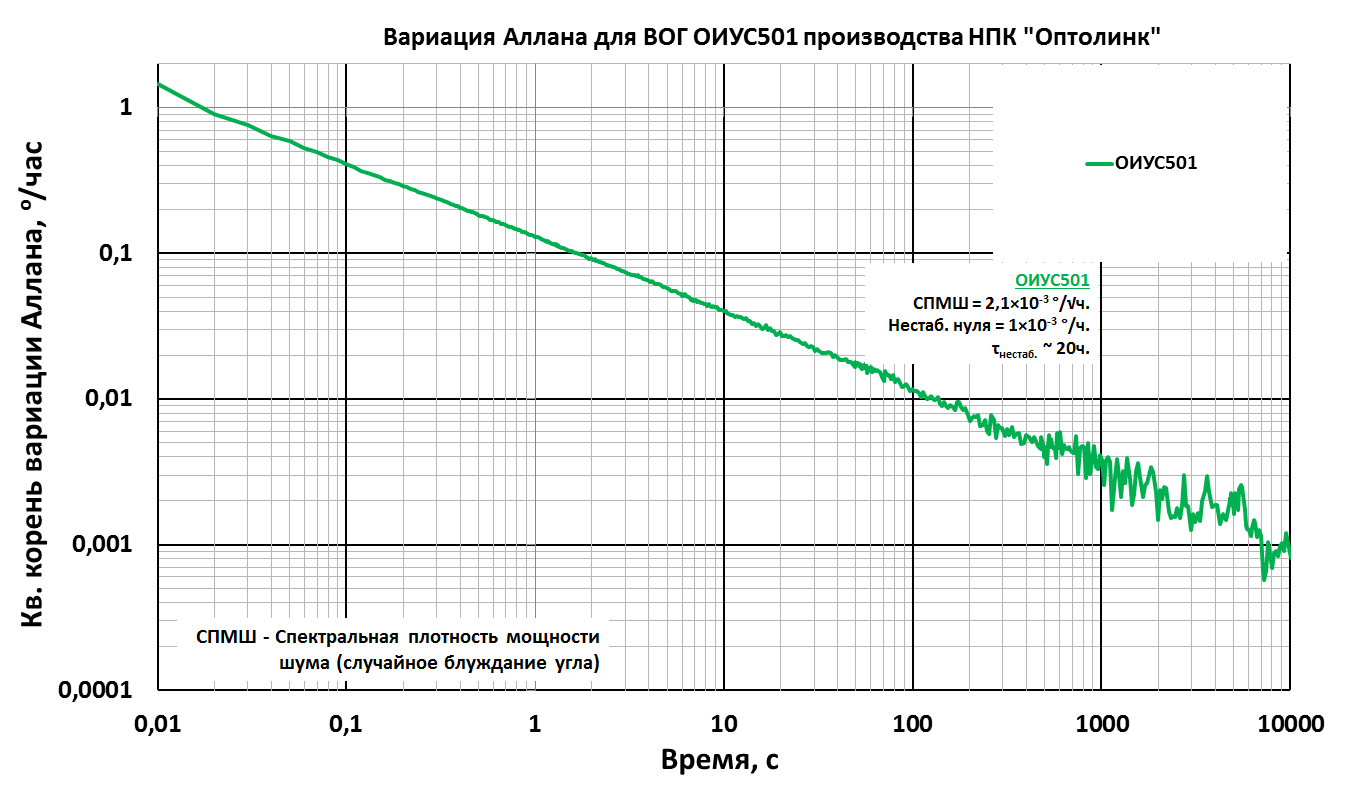 Вариация Аллана для ВОГ ОИУС501 производства НПК "Оптолинк"
Кв. корень вариации Аллана, °/час
1
0,1
0,01
0,001
0,0001
ОИУС501
ОИУС501
СПМШ = 2,1×10⁻³ °/√ч.
Нестаб. нуля = 1×10⁻³ °/ч.
τнестаб. ~ 20ч.
СПМШ - Спектральная плотность мощности
шума (случайное блуждание угла)
0,01 0,1 1 10 100 1000 10000
Время, с